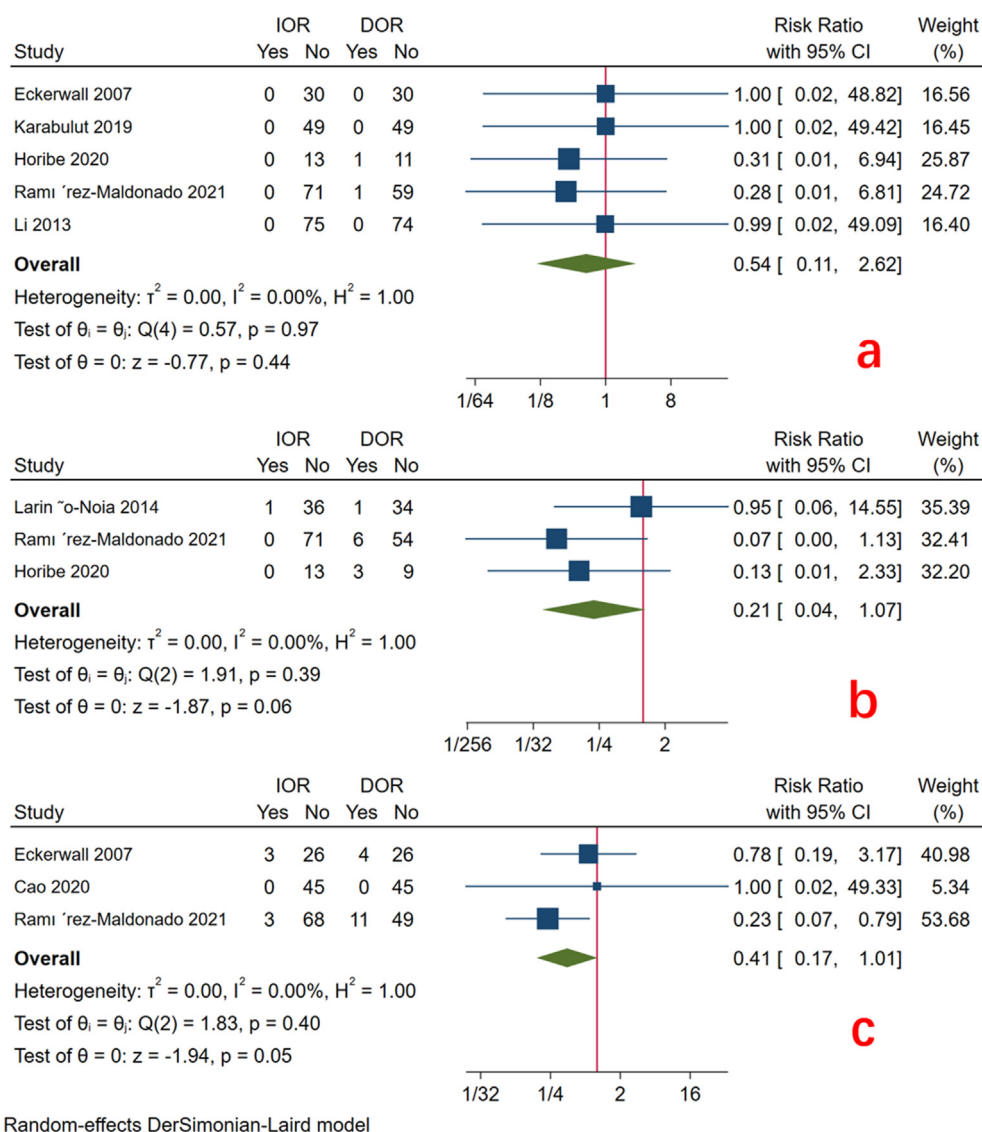 IOR DOR Risk Ratio Weight
Study Yes No Yes No with 95% CI (%)
Eckerwall 2007 0 30 0 30 1.00 [ 0.02, 48.82] 16.56
Karabulut 2019 0 49 0 49 1.00 [ 0.02, 49.42] 16.45
Horibe 2020 0 13 1 11 0.31 [ 0.01, 6.94] 25.87
Ramı ´rez-Maldonado 2021 0 71 1 59 0.28 [ 0.01, 6.81] 24.72
Li 2013 0 75 0 74 0.99 [ 0.02, 49.09] 16.40
Overall 0.54 [ 0.11, 2.62]
Heterogeneity: τ² = 0.00, I² = 0.00%, H² = 1.00
Test of θᵢ = θⱼ: Q(4) = 0.57, p = 0.97
Test of θ = 0: z = -0.77, p = 0.44
a
1/64 1/8 1 8
IOR DOR Risk Ratio Weight
Study Yes No Yes No with 95% CI (%)
Larin ˜o-Noia 2014 1 36 1 34 0.95 [ 0.06, 14.55] 35.39
Ramı ´rez-Maldonado 2021 0 71 6 54 0.07 [ 0.00, 1.13] 32.41
Horibe 2020 0 13 3 9 0.13 [ 0.01, 2.33] 32.20
Overall 0.21 [ 0.04, 1.07]
Heterogeneity: τ² = 0.00, I² = 0.00%, H² = 1.00
Test of θᵢ = θⱼ: Q(2) = 1.91, p = 0.39
Test of θ = 0: z = -1.87, p = 0.06
b
1/256 1/32 1/4 2
IOR DOR Risk Ratio Weight
Study Yes No Yes No with 95% CI (%)
Eckerwall 2007 3 26 4 26 0.78 [ 0.19, 3.17] 40.98
Cao 2020 0 45 0 45 1.00 [ 0.02, 49.33] 5.34
Ramı ´rez-Maldonado 2021 3 68 11 49 0.23 [ 0.07, 0.79] 53.68
Overall 0.41 [ 0.17, 1.01]
Heterogeneity: τ² = 0.00, I² = 0.00%, H² = 1.00
Test of θᵢ = θⱼ: Q(2) = 1.83, p = 0.40
Test of θ = 0: z = -1.94, p = 0.05
c
1/32 1/4 2 16
Random-effects DerSimonian-Laird model